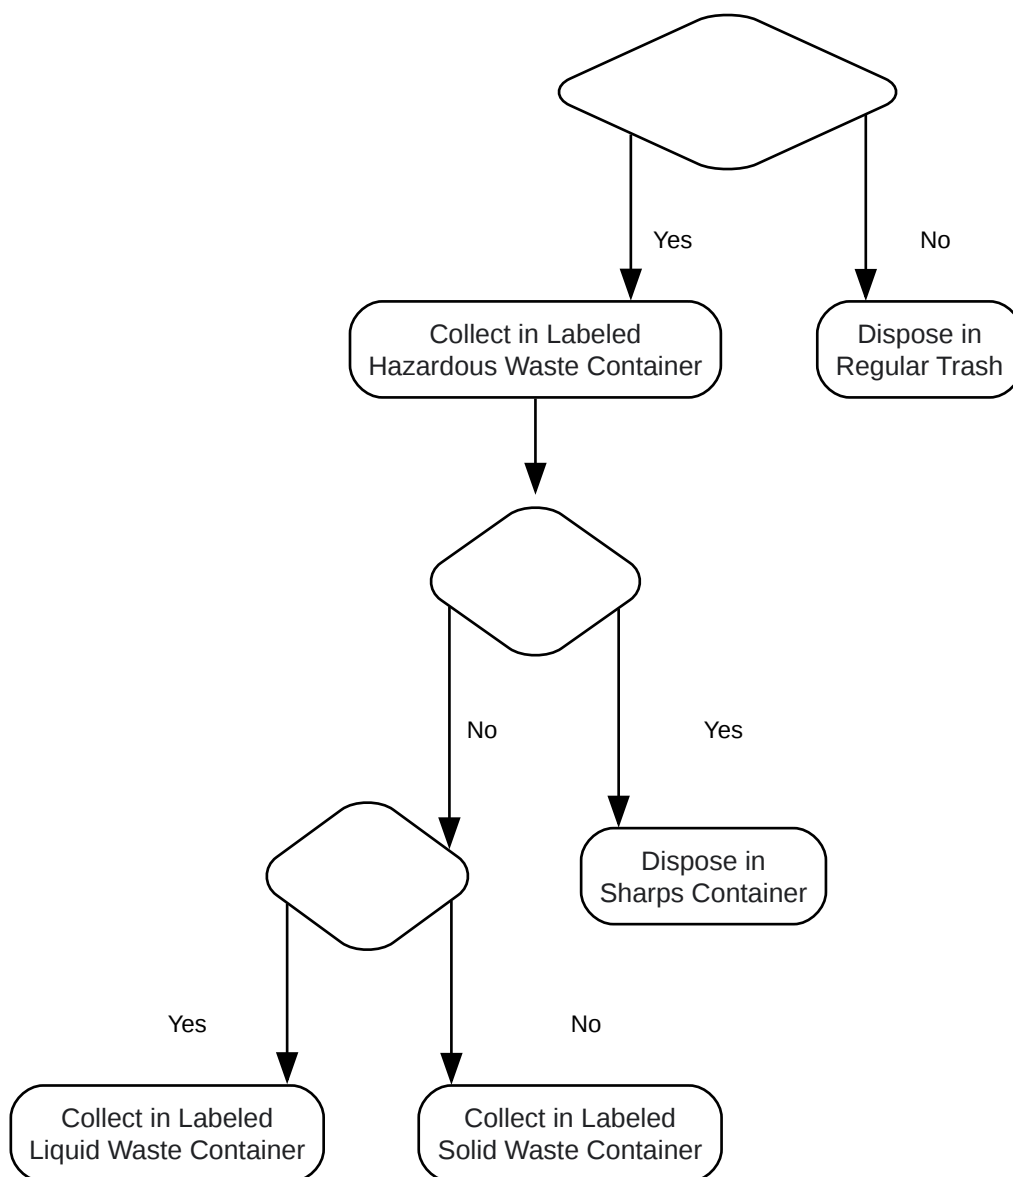 Yes
No
Collect in Labeled
Hazardous Waste Container
Dispose in
Regular Trash
No
Yes
Dispose in
Sharps Container
Yes
No
Collect in Labeled
Liquid Waste Container
Collect in Labeled
Solid Waste Container